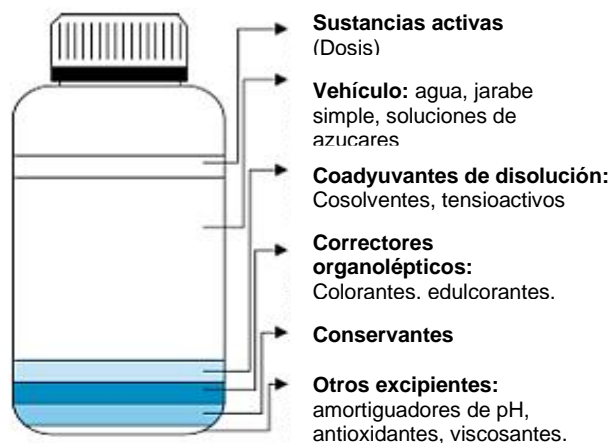 Sustancias activas
(Dosis)
Vehículo: agua, jarabe
simple, soluciones de
azucares
Coadyuvantes de disolución:
Cosolventes, tensioactivos
Correctores
organolépticos:
Colorantes. edulcorantes.
Conservantes
Otros excipientes:
amortiguadores de pH,
antioxidantes, viscosantes.